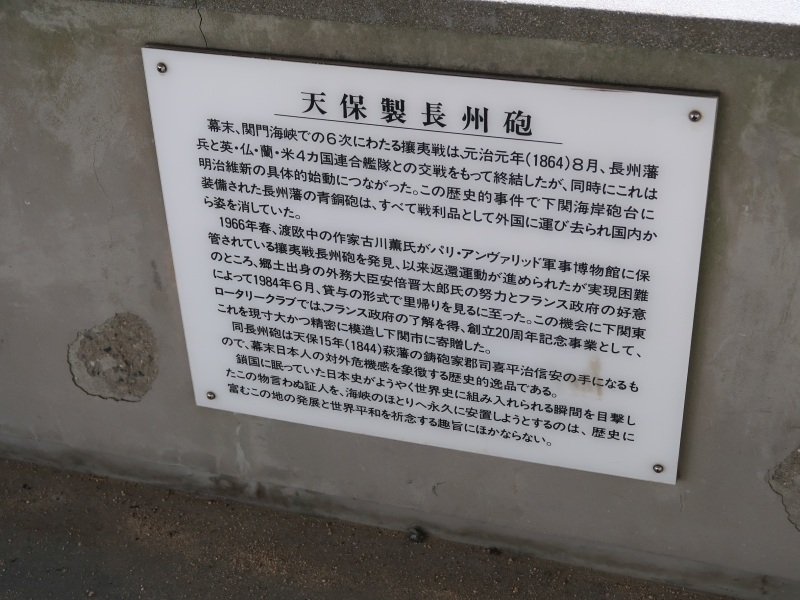 天保製長州砲
幕末、関門海峡での6次にわたる攘夷戦は、元治元年(1864)8月、長州藩
兵と英・仏・蘭・米4カ国連合艦隊との交戦をもって終結したが、同時にこれは
明治維新の具体的始動につながった。この歴史的事件で下関海岸砲台に
装備された長州藩の青銅砲は、すべて戦利品として外国に運び去られ国内か
ら姿を消していた。
1966年春、渡欧中の作家古川薫氏がパリ・アンヴァリッド軍事博物館に保
管されている攘夷戦長州砲を発見、以来返還運動が進められたが実現困難
のところ、郷土出身の外務大臣安倍晋太郎氏の努力とフランス政府の好意
によって1984年6月、貸与の形式で里帰りを見るに至った。この機会に下関東
ロータリークラブでは、フランス政府の了解を得、創立20周年記念事業として、
これを現寸大かつ精密に模造し下関市に寄贈した。
同長州砲は天保15年(1844)萩藩の鋳砲家郡司喜平治信安の手になるも
ので、幕末日本人の対外危機感を象徴する歴史的逸品である。
鎖国に眠っていた日本史がようやく世界史に組み入れられる瞬間を目撃し
たこの物言わぬ証人を、海峡のほとりへ永久に安置しようとするのは、歴史に
富むこの地の発展と世界平和を祈念する趣旨にほかならない。